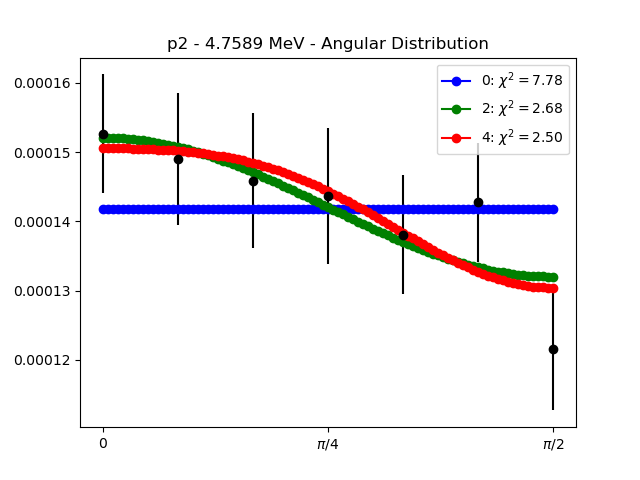 p2 - 4.7589 MeV - Angular Distribution
0.00016
0.00015
0.00014
0.00013
0.00012
0: χ² = 7.78
2: χ² = 2.68
4: χ² = 2.50
0
π/4
π/2